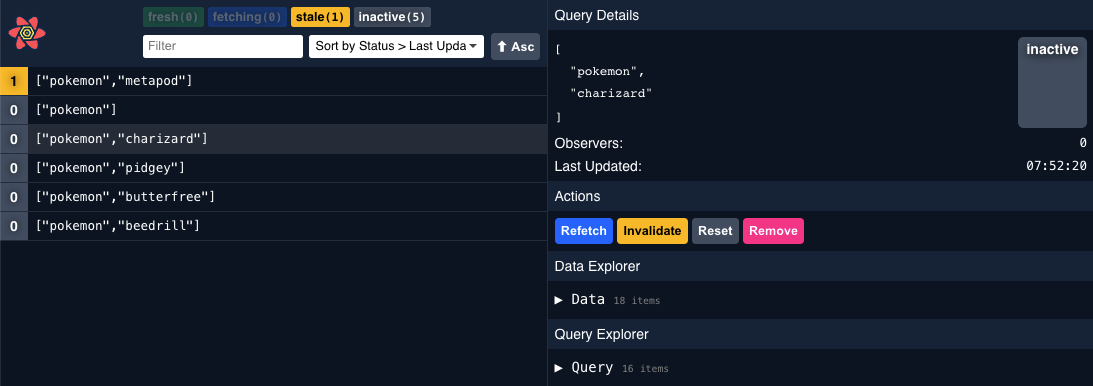 fresh(0) fetching(0) stale(1) inactive(5)
Filter Sort by Status > Last Upda ⬆ Asc
1 ["pokemon","metapod"]
0 ["pokemon"]
0 ["pokemon","charizard"]
0 ["pokemon","pidgey"]
0 ["pokemon","butterfree"]
0 ["pokemon","beedrill"]
Query Details
[ inactive
"pokemon",
"charizard"
]
Observers: 0
Last Updated: 07:52:20
Actions
Refetch Invalidate Reset Remove
Data Explorer
▶ Data 18 items
Query Explorer
▶ Query 16 items